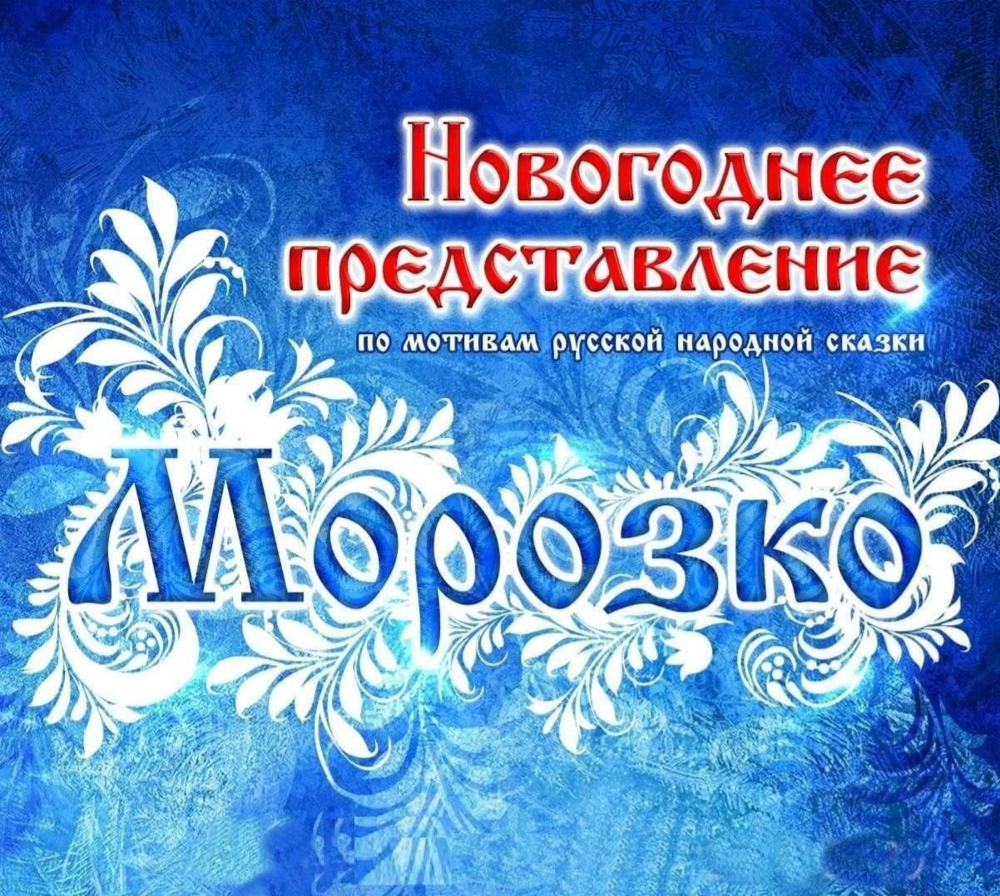 Новогоднее
представление
по мотивам русской народной сказки
Морозко